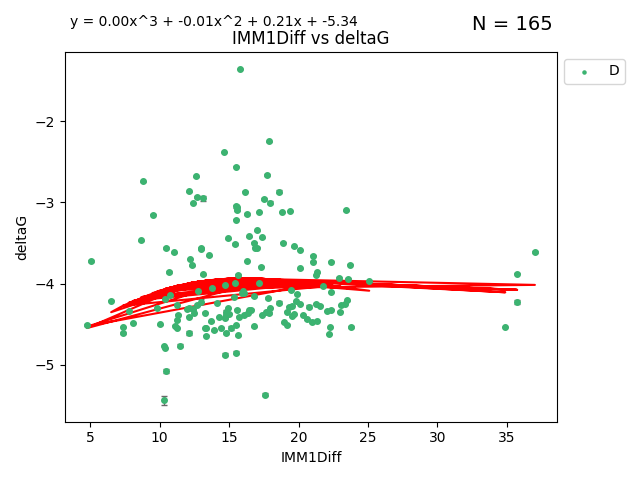 y = 0.00x^3 + -0.01x^2 + 0.21x + -5.34
N = 165
IMM1Diff vs deltaG
D
−2
−3
−4
−5
deltaG
5 10 15 20 25 30 35
IMM1Diff